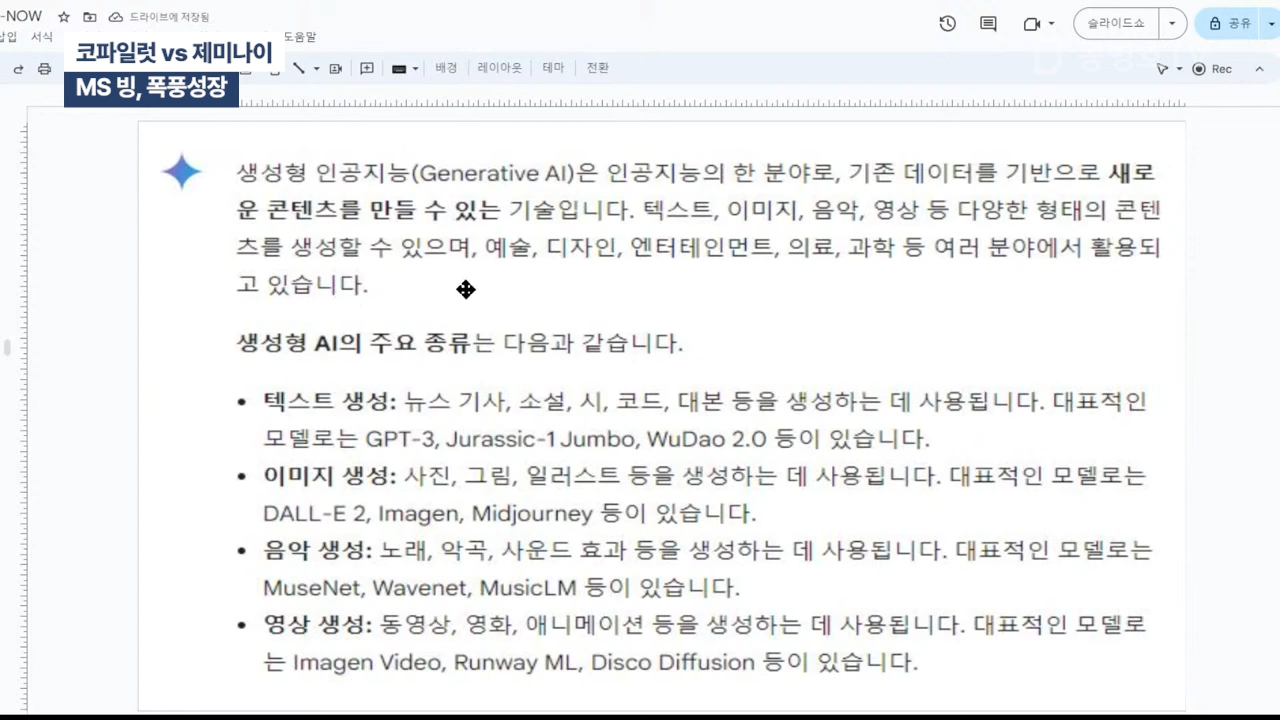 -NOW
드라이브에 저장됨
삽입 서식
도움말
슬라이드쇼
공유
코파일럿 vs 제미나이
MS 빙, 폭풍성장
배경 레이아웃 테마 전환
Rec
생성형 인공지능(Generative AI)은 인공지능의 한 분야로, 기존 데이터를 기반으로 새로
운 콘텐츠를 만들 수 있는 기술입니다. 텍스트, 이미지, 음악, 영상 등 다양한 형태의 콘텐
츠를 생성할 수 있으며, 예술, 디자인, 엔터테인먼트, 의료, 과학 등 여러 분야에서 활용되
고 있습니다.
생성형 AI의 주요 종류는 다음과 같습니다.
• 텍스트 생성: 뉴스 기사, 소설, 시, 코드, 대본 등을 생성하는 데 사용됩니다. 대표적인
모델로는 GPT-3, Jurassic-1 Jumbo, WuDao 2.0 등이 있습니다.
• 이미지 생성: 사진, 그림, 일러스트 등을 생성하는 데 사용됩니다. 대표적인 모델로는
DALL-E 2, Imagen, Midjourney 등이 있습니다.
• 음악 생성: 노래, 악곡, 사운드 효과 등을 생성하는 데 사용됩니다. 대표적인 모델로는
MuseNet, Wavenet, MusicLM 등이 있습니다.
• 영상 생성: 동영상, 영화, 애니메이션 등을 생성하는 데 사용됩니다. 대표적인 모델로
는 Imagen Video, Runway ML, Disco Diffusion 등이 있습니다.